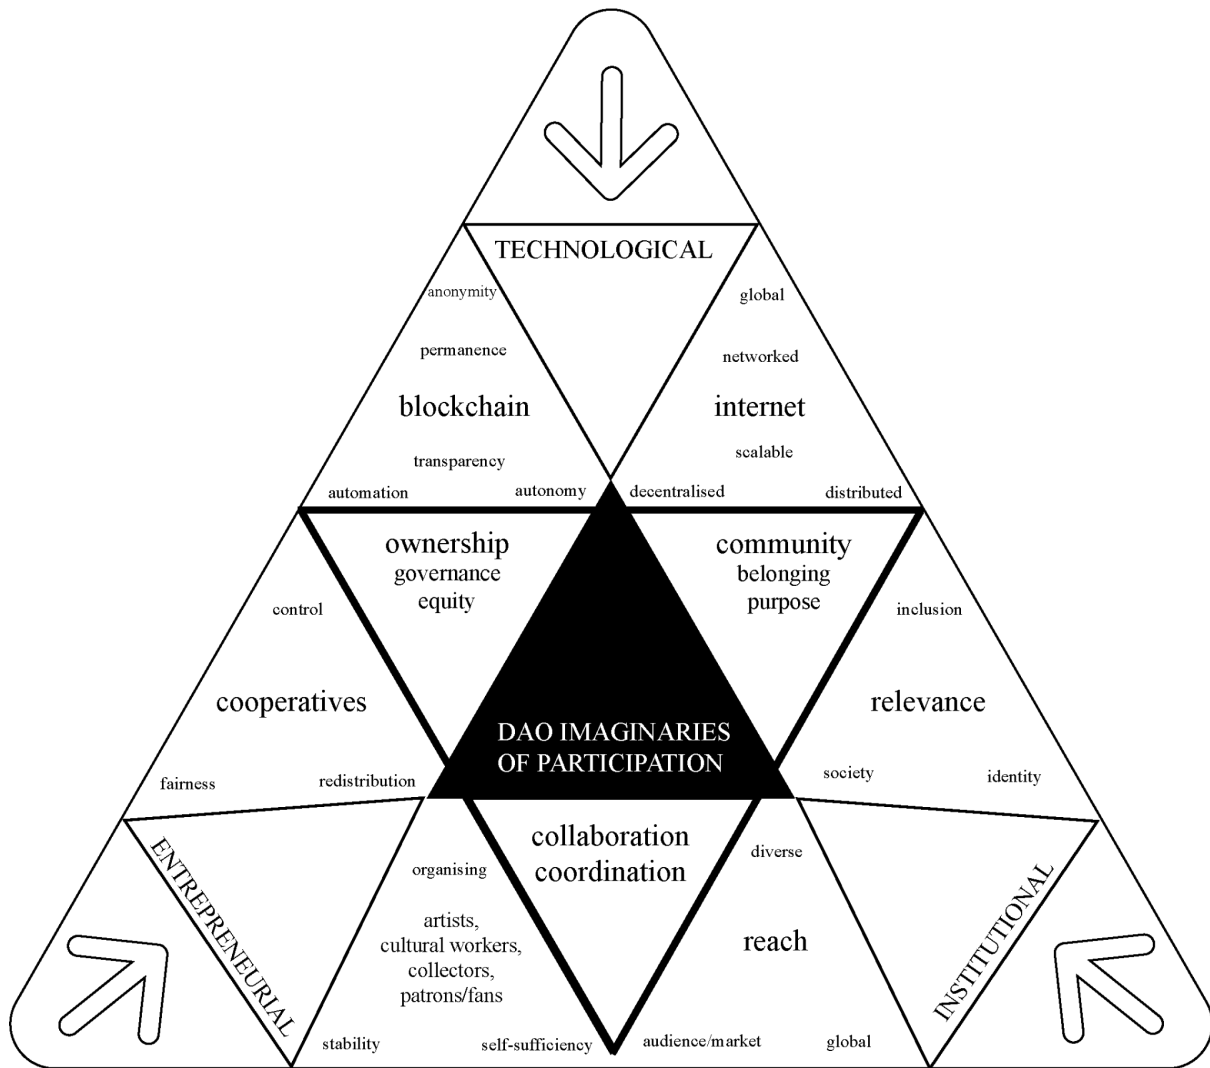 TECHNOLOGICAL
anonymity
global
permanence
networked
blockchain
internet
transparency
scalable
automation
autonomy
decentralised
distributed
ownership
governance
equity
community
belonging
purpose
control
inclusion
cooperatives
relevance
DAO IMAGINARIES
OF PARTICIPATION
fairness
redistribution
society
identity
ENTREPRENEURIAL
organising
collaboration
coordination
diverse
INSTITUTIONAL
artists,
cultural workers,
collectors,
patrons/fans
reach
stability
self-sufficiency
audience/market
global